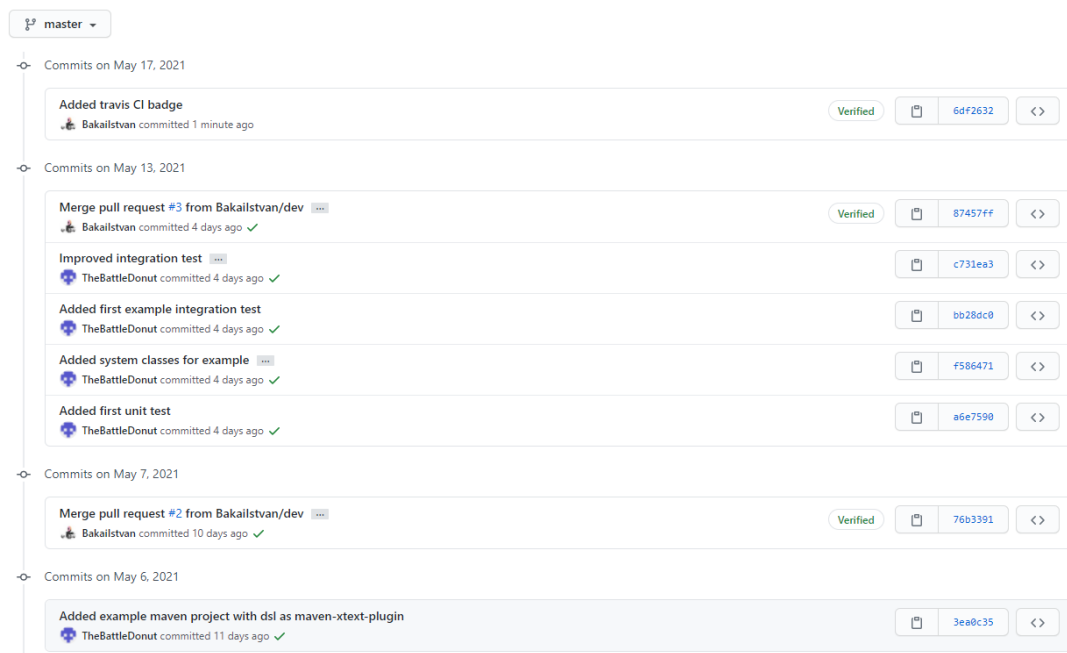 master
Commits on May 17, 2021
Added travis CI badge
Verified
6df2632
BakaiIstvan committed 1 minute ago
Commits on May 13, 2021
Merge pull request #3 from BakaiIstvan/dev ...
Verified
87457ff
BakaiIstvan committed 4 days ago
Improved integration test ...
c731ea3
TheBattleDonut committed 4 days ago
Added first example integration test
bb28dc0
TheBattleDonut committed 4 days ago
Added system classes for example ...
f586471
TheBattleDonut committed 4 days ago
Added first unit test
a6e7590
TheBattleDonut committed 4 days ago
Commits on May 7, 2021
Merge pull request #2 from BakaiIstvan/dev ...
Verified
76b3391
BakaiIstvan committed 10 days ago
Commits on May 6, 2021
Added example maven project with dsl as maven-xtext-plugin
3ea0c35
TheBattleDonut committed 11 days ago